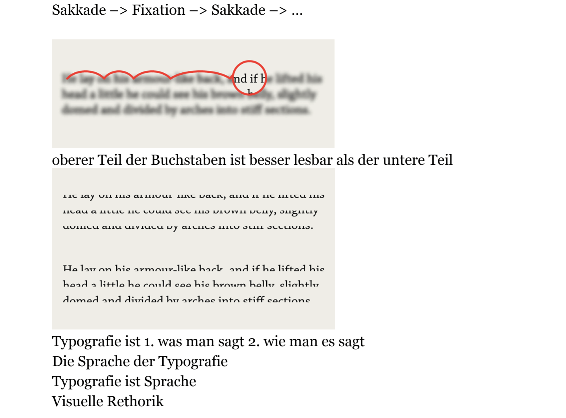 Sakkade –> Fixation –> Sakkade –> ...
He lay on his armour-like back, and if he lifted his
head a little he could see his brown belly, slightly
domed and divided by arches into stiff sections.
oberer Teil der Buchstaben ist besser lesbar als der untere Teil
He lay on his armour-like back, and if he lifted his
head a little he could see his brown belly, slightly
domed and divided by arches into stiff sections.
He lay on his armour-like back, and if he lifted his
head a little he could see his brown belly, slightly
domed and divided by arches into stiff sections.
Typografie ist 1. was man sagt 2. wie man es sagt
Die Sprache der Typografie
Typografie ist Sprache
Visuelle Rethorik